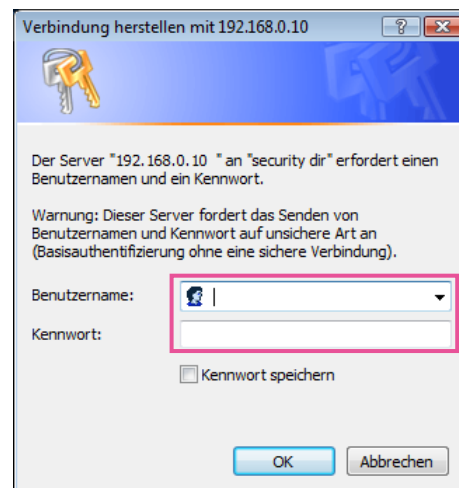 Verbindung herstellen mit 192.168.0.10
Der Server "192.168.0.10 " an "security dir" erfordert einen
Benutzernamen und ein Kennwort.
Warnung: Dieser Server fordert das Senden von
Benutzernamen und Kennwort auf unsichere Art an
(Basisauthentifizierung ohne eine sichere Verbindung).
Benutzername:
Kennwort:
Kennwort speichern
OK Abbrechen